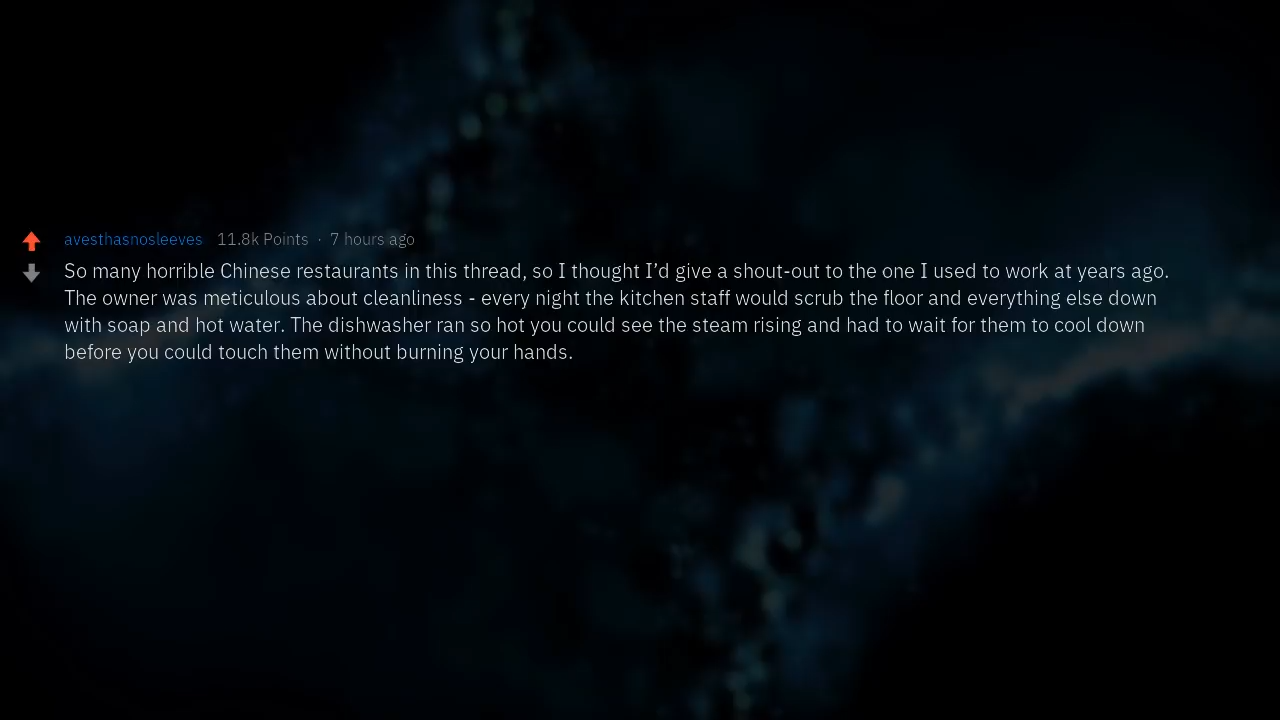 avesthasnosleeves 11.8k Points · 7 hours ago
So many horrible Chinese restaurants in this thread, so I thought I’d give a shout-out to the one I used to work at years ago.
The owner was meticulous about cleanliness - every night the kitchen staff would scrub the floor and everything else down
with soap and hot water. The dishwasher ran so hot you could see the steam rising and had to wait for them to cool down
before you could touch them without burning your hands.